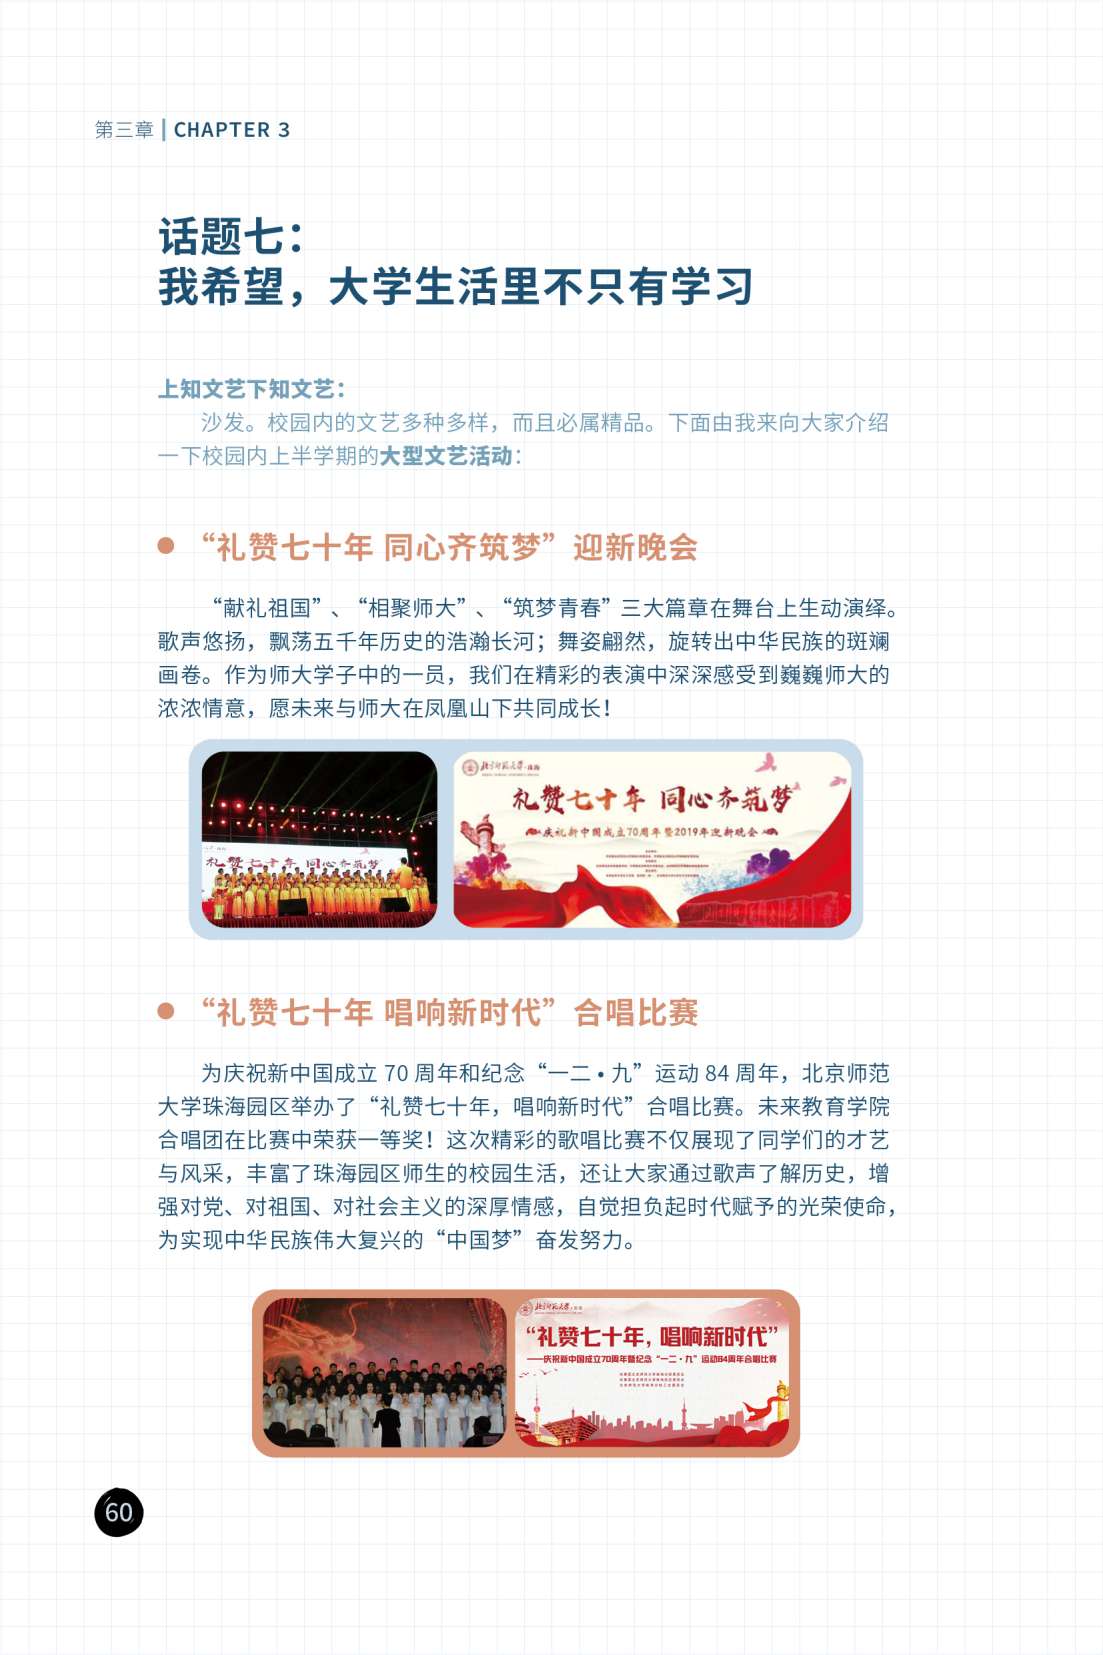 第三章 | CHAPTER 3
话题七：
我希望，大学生活里不只有学习
上知文艺下知文艺：
沙发。校园内的文艺多种多样，而且必属精品。下面由我来向大家介绍
一下校园内上半学期的大型文艺活动：
“礼赞七十年 同心齐筑梦”迎新晚会
“献礼祖国”、“相聚师大”、“筑梦青春”三大篇章在舞台上生动演绎。
歌声悠扬，飘荡五千年历史的浩瀚长河；舞姿翩然，旋转出中华民族的斑斓
画卷。作为师大学子中的一员，我们在精彩的表演中深深感受到巍巍师大的
浓浓情意，愿未来与师大在凤凰山下共同成长！
礼赞七十年 同心齐筑梦
北京师范大学·珠海
礼赞七十年 同心齐筑梦
庆祝新中国成立70周年暨2019年迎新晚会
“礼赞七十年 唱响新时代”合唱比赛
为庆祝新中国成立 70 周年和纪念“一二•九”运动 84 周年，北京师范
大学珠海园区举办了“礼赞七十年，唱响新时代”合唱比赛。未来教育学院
合唱团在比赛中荣获一等奖！这次精彩的歌唱比赛不仅展现了同学们的才艺
与风采，丰富了珠海园区师生的校园生活，还让大家通过歌声了解历史，增
强对党、对祖国、对社会主义的深厚情感，自觉担负起时代赋予的光荣使命，
为实现中华民族伟大复兴的“中国梦”奋发努力。
北京师范大学·珠海
“礼赞七十年，唱响新时代”
——庆祝新中国成立70周年暨纪念“一二·九”运动84周年合唱比赛
60